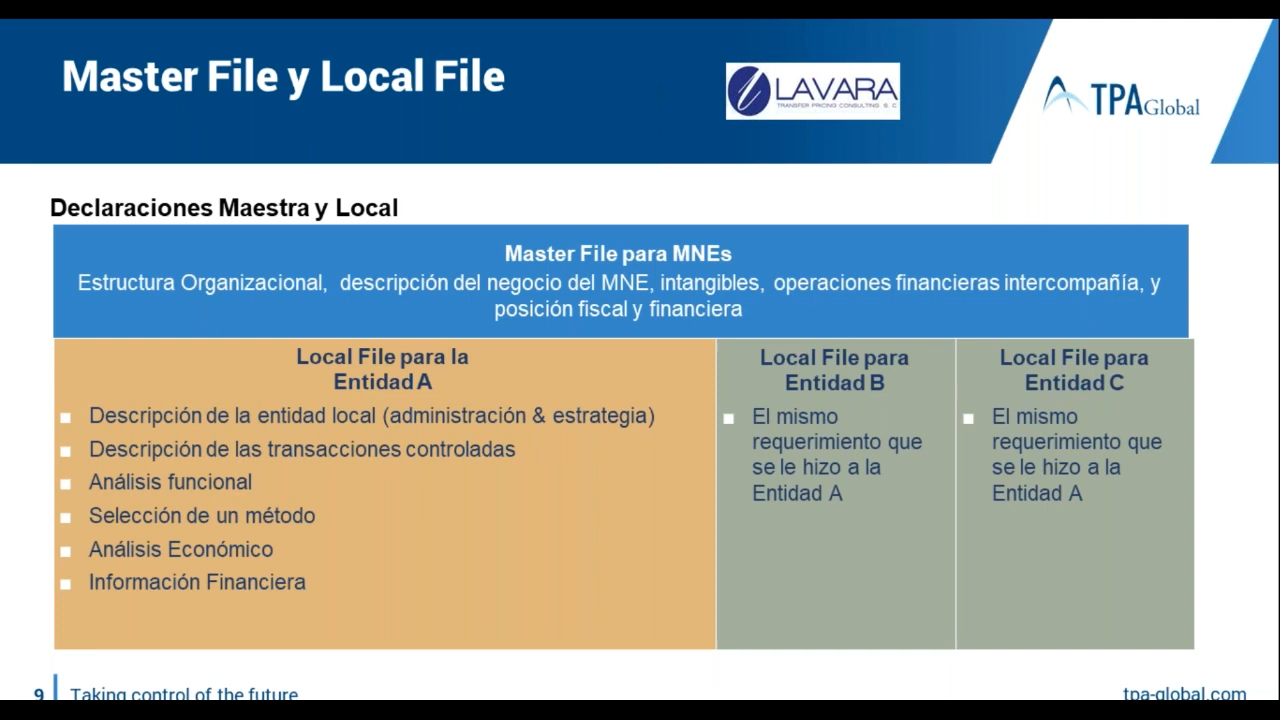 Master File y Local File
LAVARA
TRANSFER PRICING CONSULTING, S. C
TPA Global
Declaraciones Maestra y Local
Master File para MNEs
Estructura Organizacional, descripción del negocio del MNE, intangibles, operaciones financieras intercompañía, y
posición fiscal y financiera
Local File para la
Entidad A
Descripción de la entidad local (administración & estrategia)
Descripción de las transacciones controladas
Análisis funcional
Selección de un método
Análisis Económico
Información Financiera
Local File para
Entidad B
El mismo
requerimiento que
se le hizo a la
Entidad A
Local File para
Entidad C
El mismo
requerimiento que
se le hizo a la
Entidad A
9
Taking control of the future
tpa-global.com